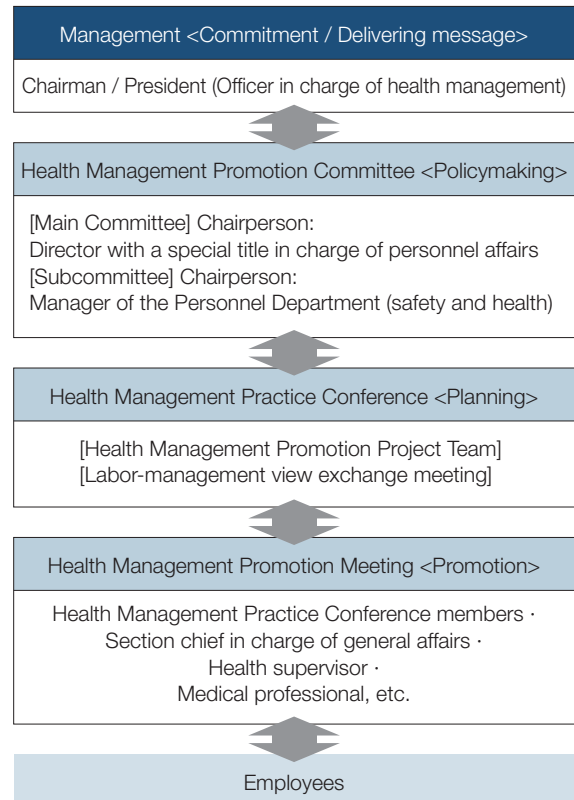 Management <Commitment / Delivering message>
Chairman / President (Officer in charge of health management)
Health Management Promotion Committee <Policymaking>
[Main Committee] Chairperson:
Director with a special title in charge of personnel affairs
[Subcommittee] Chairperson:
Manager of the Personnel Department (safety and health)
Health Management Practice Conference <Planning>
[Health Management Promotion Project Team]
[Labor-management view exchange meeting]
Health Management Promotion Meeting <Promotion>
Health Management Practice Conference members ·
Section chief in charge of general affairs ·
Health supervisor ·
Medical professional, etc.
Employees